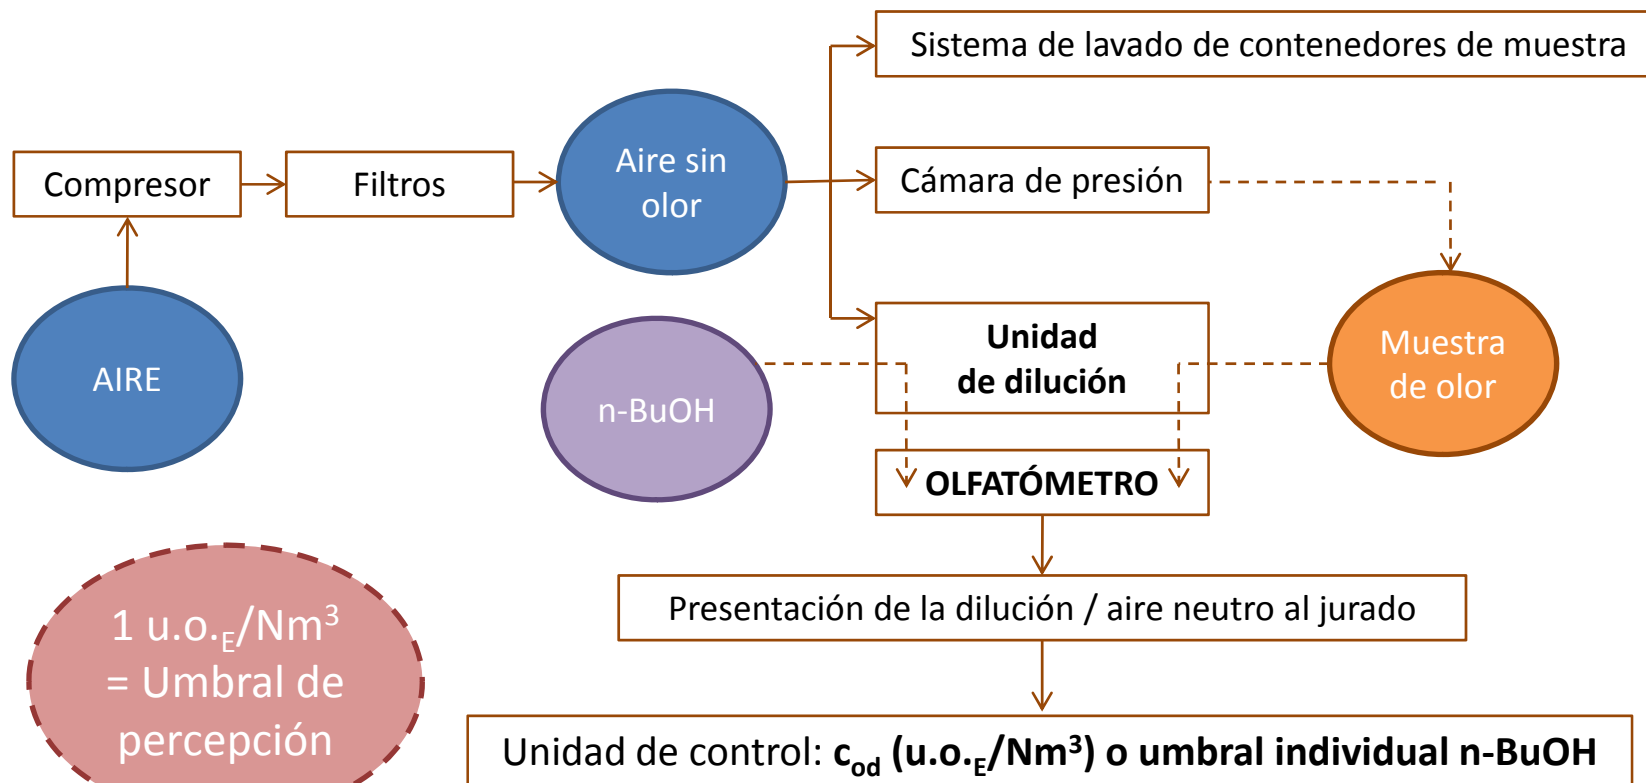 Sistema de lavado de contenedores de muestra
Compresor
Filtros
Aire sin
olor
Cámara de presión
AIRE
n-BuOH
Unidad
de dilución
Muestra
de olor
OLFATÓMETRO
Presentación de la dilución / aire neutro al jurado
1 u.o.E/Nm³
= Umbral de
percepción
Unidad de control: cod (u.o.E/Nm³) o umbral individual n-BuOH